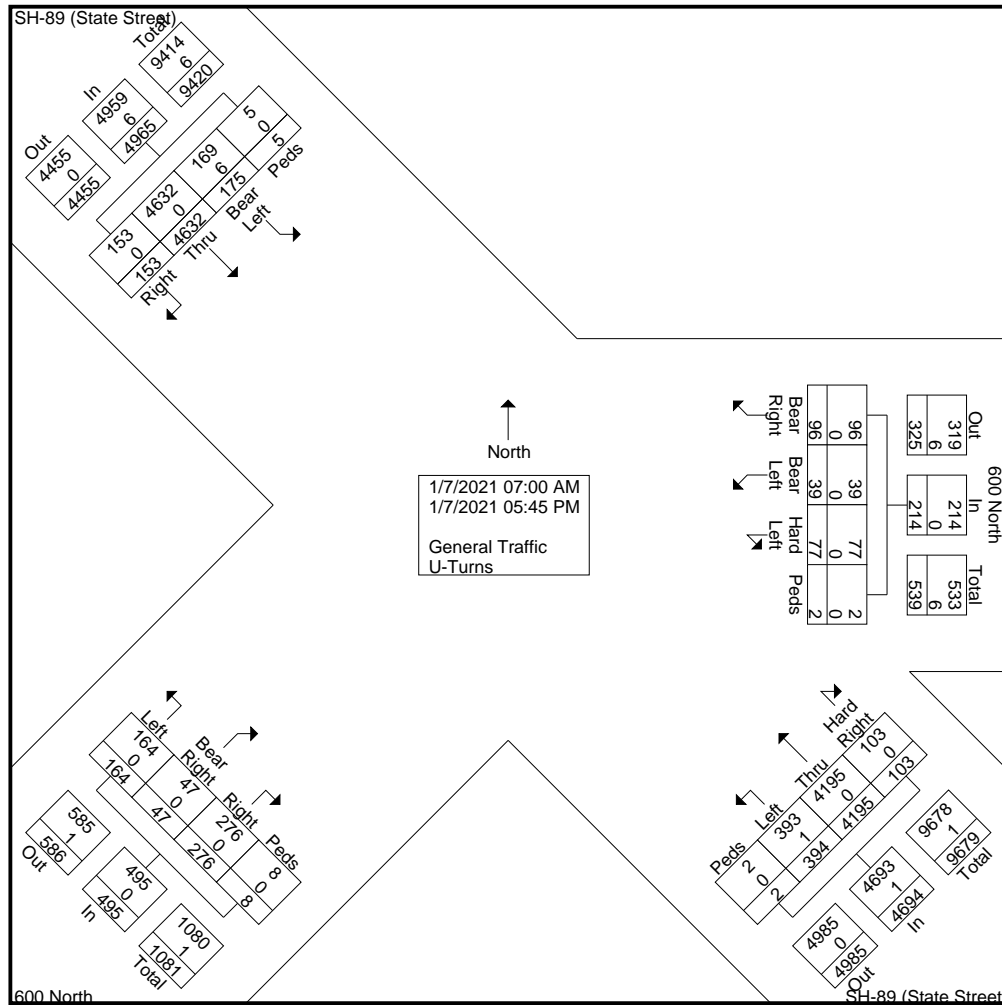 SH-89 (State Street)
Total
9414
6
9420
In
4959
6
4965
Out
4455
0
4455
153 4632 169 5
0 0 6 0
153 4632 175 5
Right Thru Bear Left Peds
North
1/7/2021 07:00 AM
1/7/2021 05:45 PM
General Traffic
U-Turns
600 North
Out
319
6
325
In
214
0
214
Total
533
6
539
96 39 77 2
0 0 0 0
96 39 77 2
Bear Right Bear Left Hard Left Peds
Left Bear Right Right Peds
164 47 276 8
0 0 0 0
164 47 276 8
585
1
586
Out
495
0
495
In
1080
1
1081
Total
600 North
Peds Left Thru Hard Right
2 393 4195 103
0 1 0 0
2 394 4195 103
9678
1
9679
Total
4693
1
4694
In
4985
0
4985
Out
SH-89 (State Street)